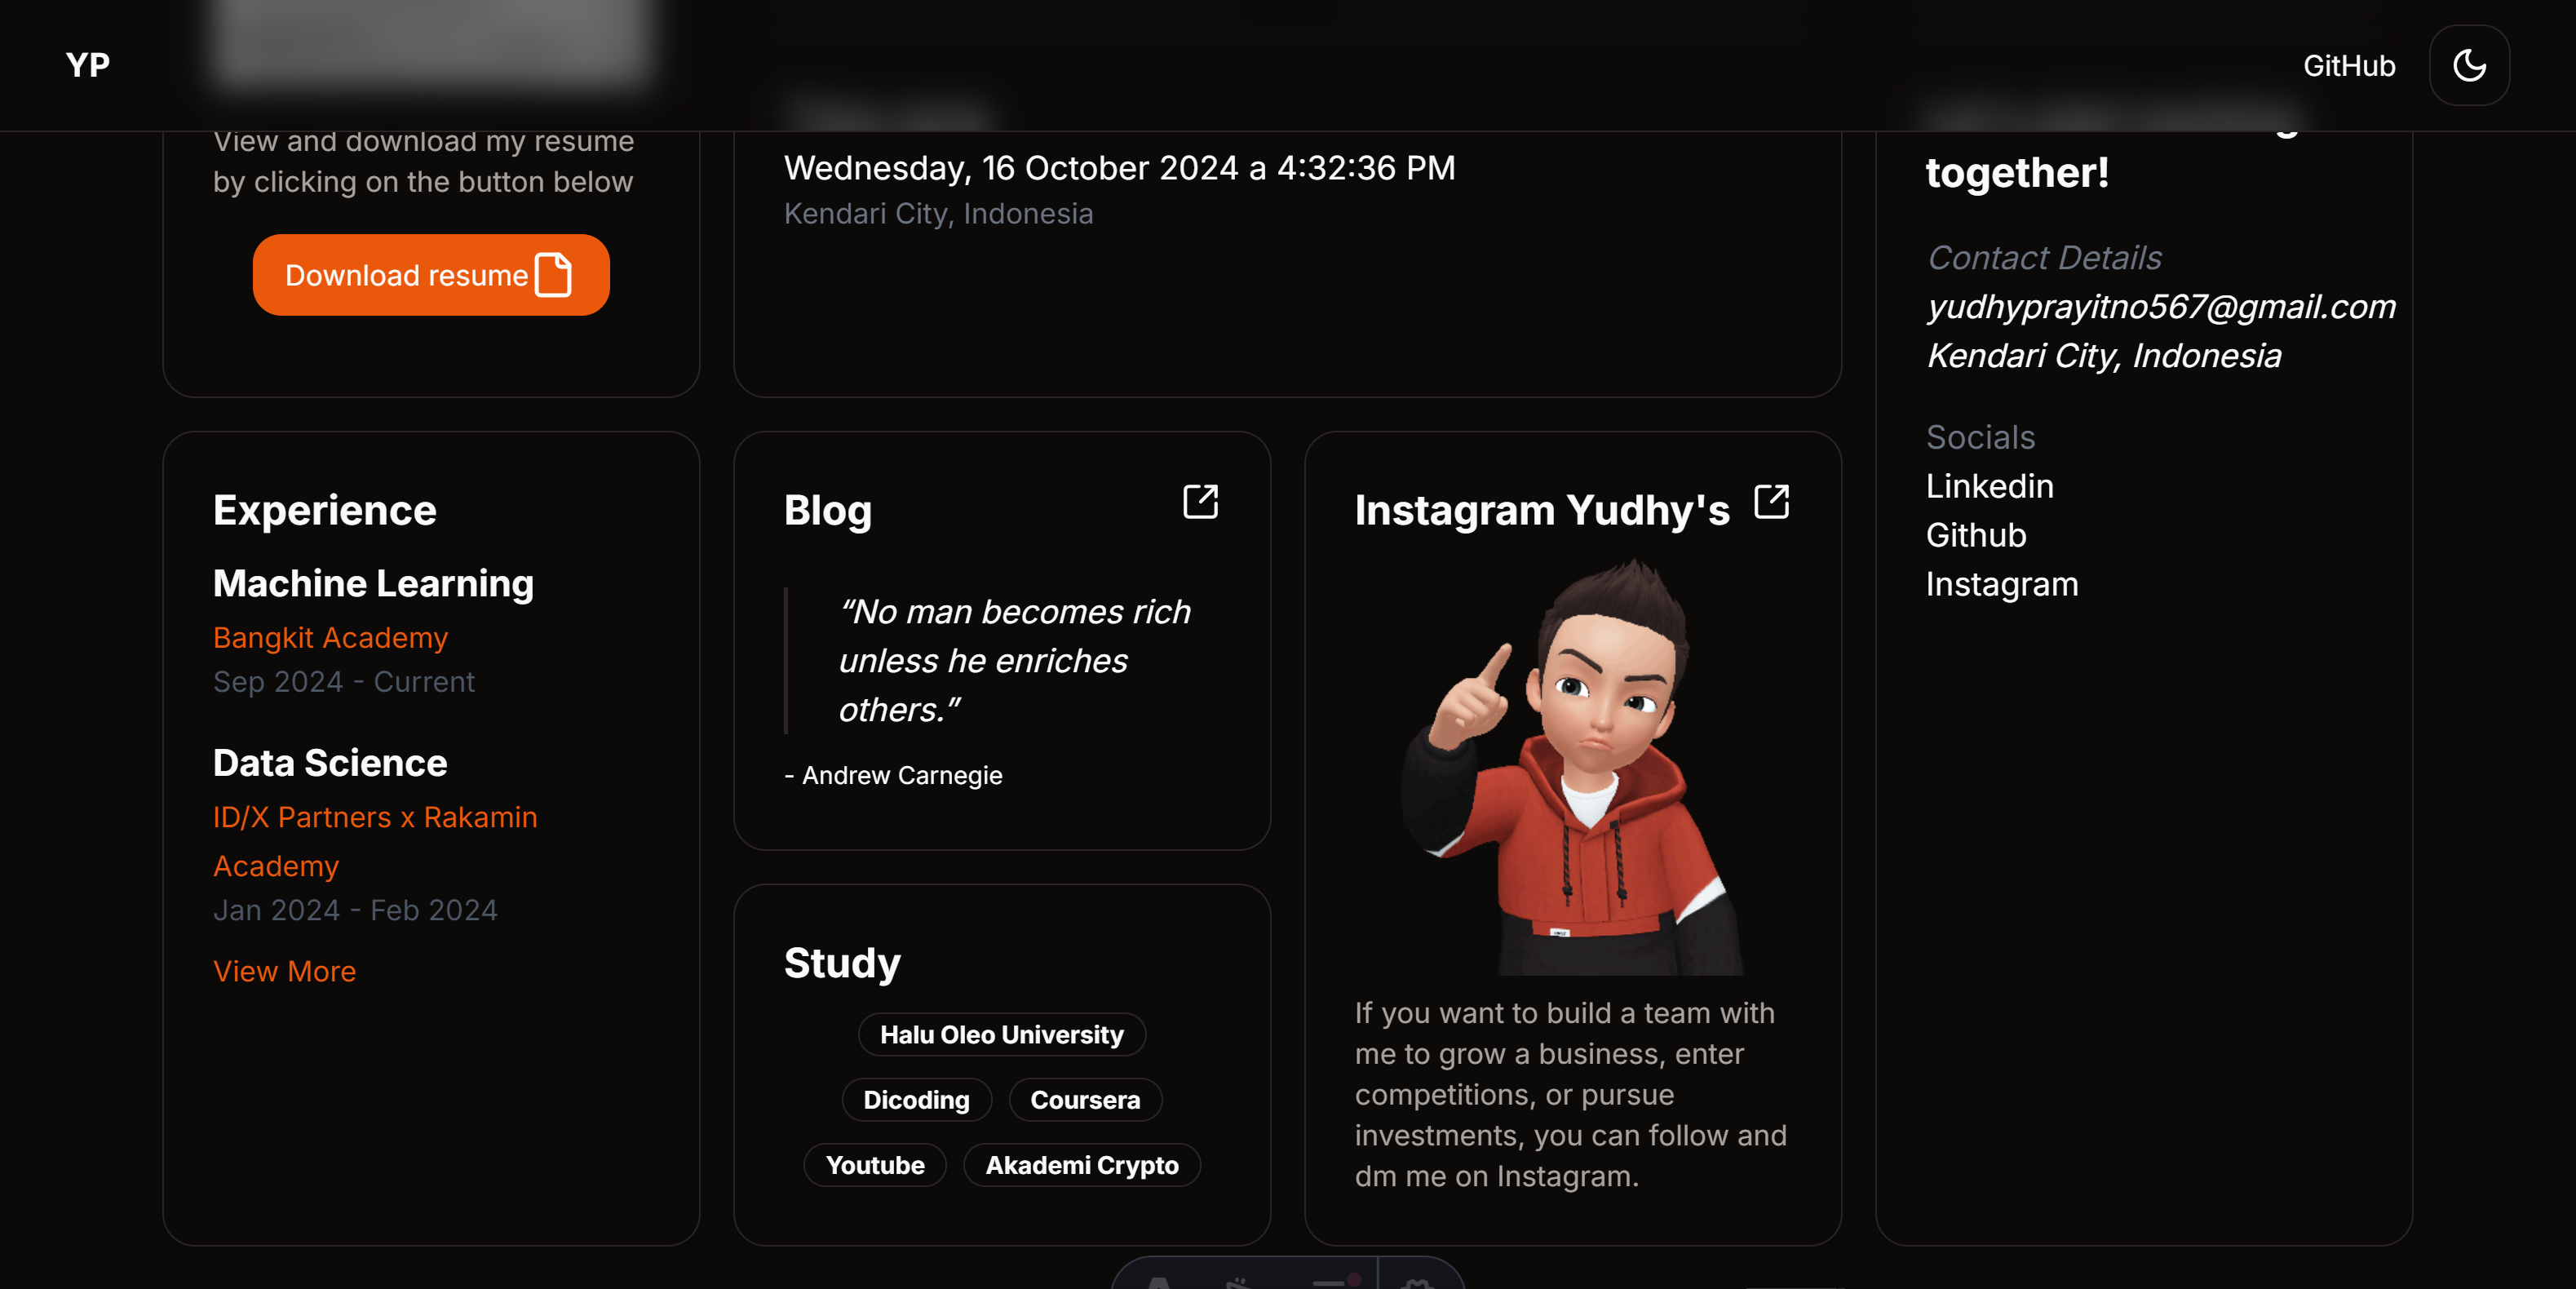 YP
GitHub
View and download my resume
by clicking on the button below
Download resume
Wednesday, 16 October 2024 a 4:32:36 PM
Kendari City, Indonesia
together!
Contact Details
yudhyprayitno567@gmail.com
Kendari City, Indonesia
Socials
Linkedin
Github
Instagram
Experience
Machine Learning
Bangkit Academy
Sep 2024 - Current
Data Science
ID/X Partners x Rakamin
Academy
Jan 2024 - Feb 2024
View More
Blog
“No man becomes rich
unless he enriches
others.”
- Andrew Carnegie
Study
Halu Oleo University
Dicoding
Coursera
Youtube
Akademi Crypto
Instagram Yudhy's
If you want to build a team with
me to grow a business, enter
competitions, or pursue
investments, you can follow and
dm me on Instagram.